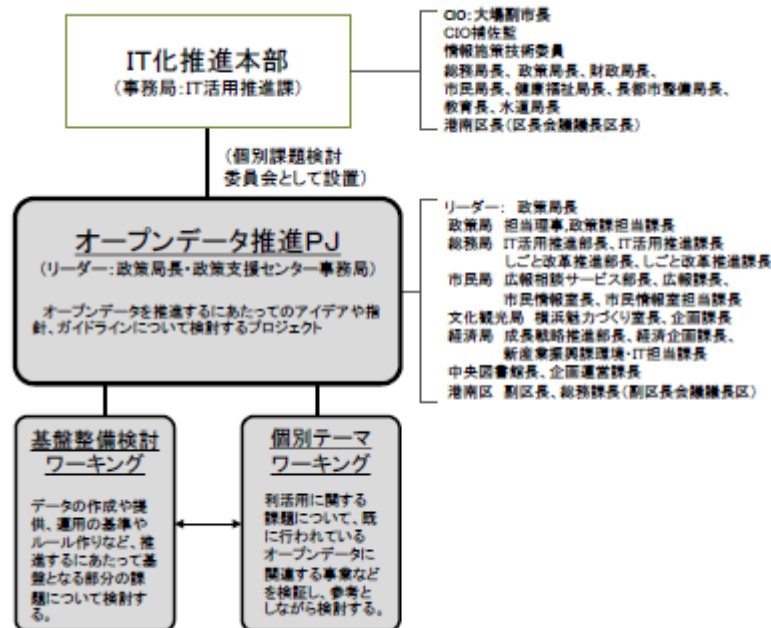 IT化推進本部
(事務局:IT活用推進課)
CIO:大場副市長
CIO補佐監
情報施策技術委員
総務局長、政策局長、財政局長、
市民局長、健康福祉局長、長都市整備局長、
教育長、水道局長
港南区長(区長会議議長区長)
(個別課題検討
委員会として設置)
オープンデータ推進PJ
(リーダー:政策局長・政策支援センター事務局)
オープンデータを推進するにあたってのアイデアや指
針、ガイドラインについて検討するプロジェクト
リーダー: 政策局長
政策局 担当理事,政策課担当課長
総務局 IT活用推進部長、IT活用推進課長
しごと改革推進部長、しごと改革推進課長
市民局 広報相談サービス部長、広報課長、
市民情報室長、市民情報室担当課長
文化観光局 横浜魅力づくり室長、企画課長
経済局 成長戦略推進部長、経済企画課長、
新産業振興課環境・IT担当課長
中央図書館長、企画運営課長
港南区 副区長、総務課長(副区長会議議長区)
基盤整備検討
ワーキング
データの作成や提
供、運用の基準や
ルール作りなど、推
進するにあたって基
盤となる部分の課
題について検討す
る。
個別テーマ
ワーキング
利活用に関する
課題について、既
に行われている
オープンデータに
関連する事業など
を検証し、参考と
しながら検討する。